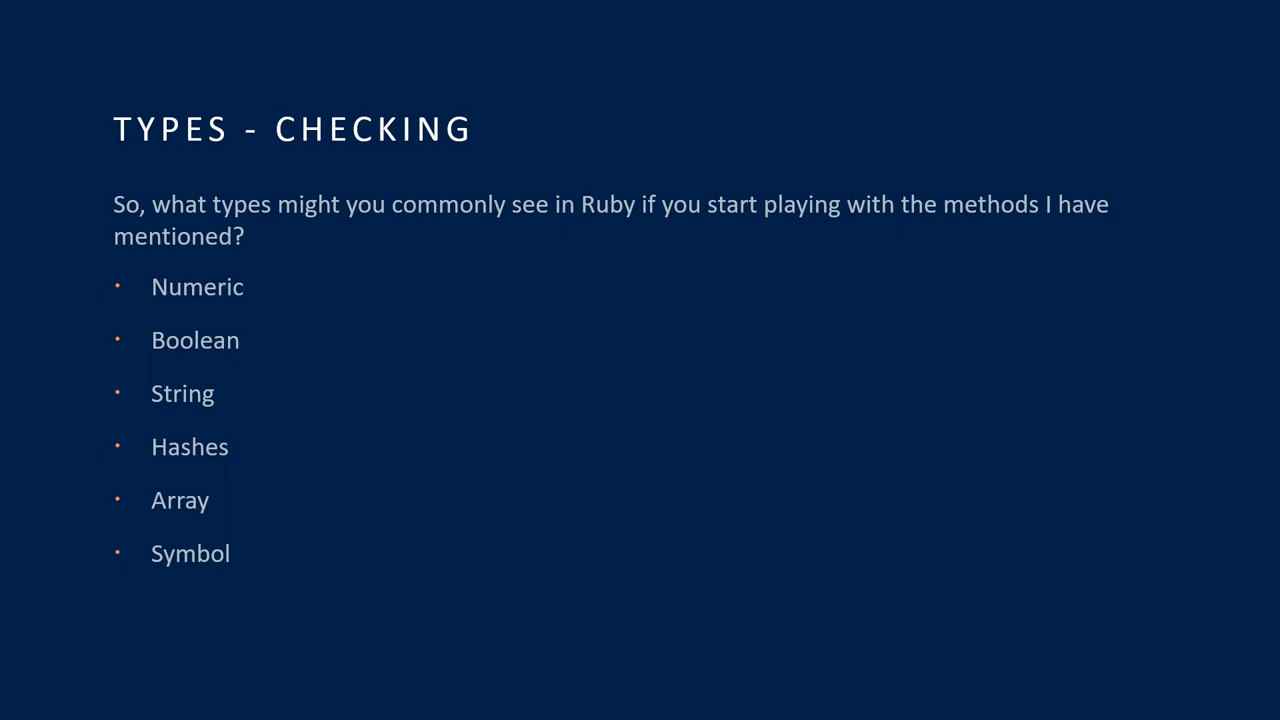 TYPES - CHECKING
So, what types might you commonly see in Ruby if you start playing with the methods I have
mentioned?
• Numeric
• Boolean
• String
• Hashes
• Array
• Symbol